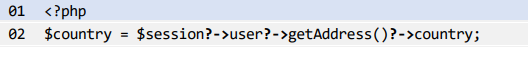 01 <?php
02 $country = $session?->user?->getAddress()?->country;